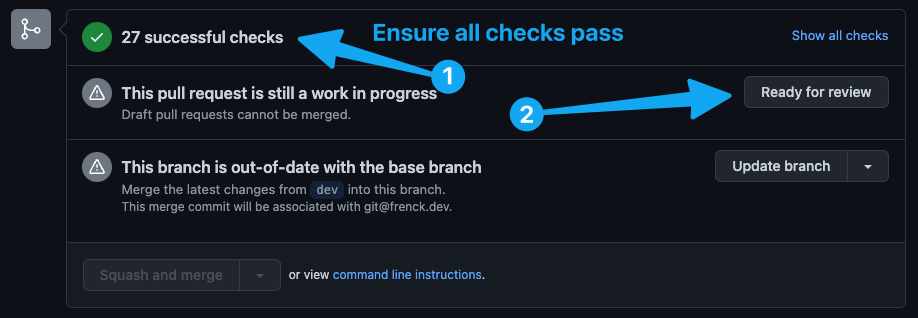 27 successful checks
Ensure all checks pass
Show all checks
1
This pull request is still a work in progress
Draft pull requests cannot be merged.
2
Ready for review
This branch is out-of-date with the base branch
Merge the latest changes from dev into this branch.
This merge commit will be associated with git@frenck.dev.
Update branch
Squash and merge
or view command line instructions.